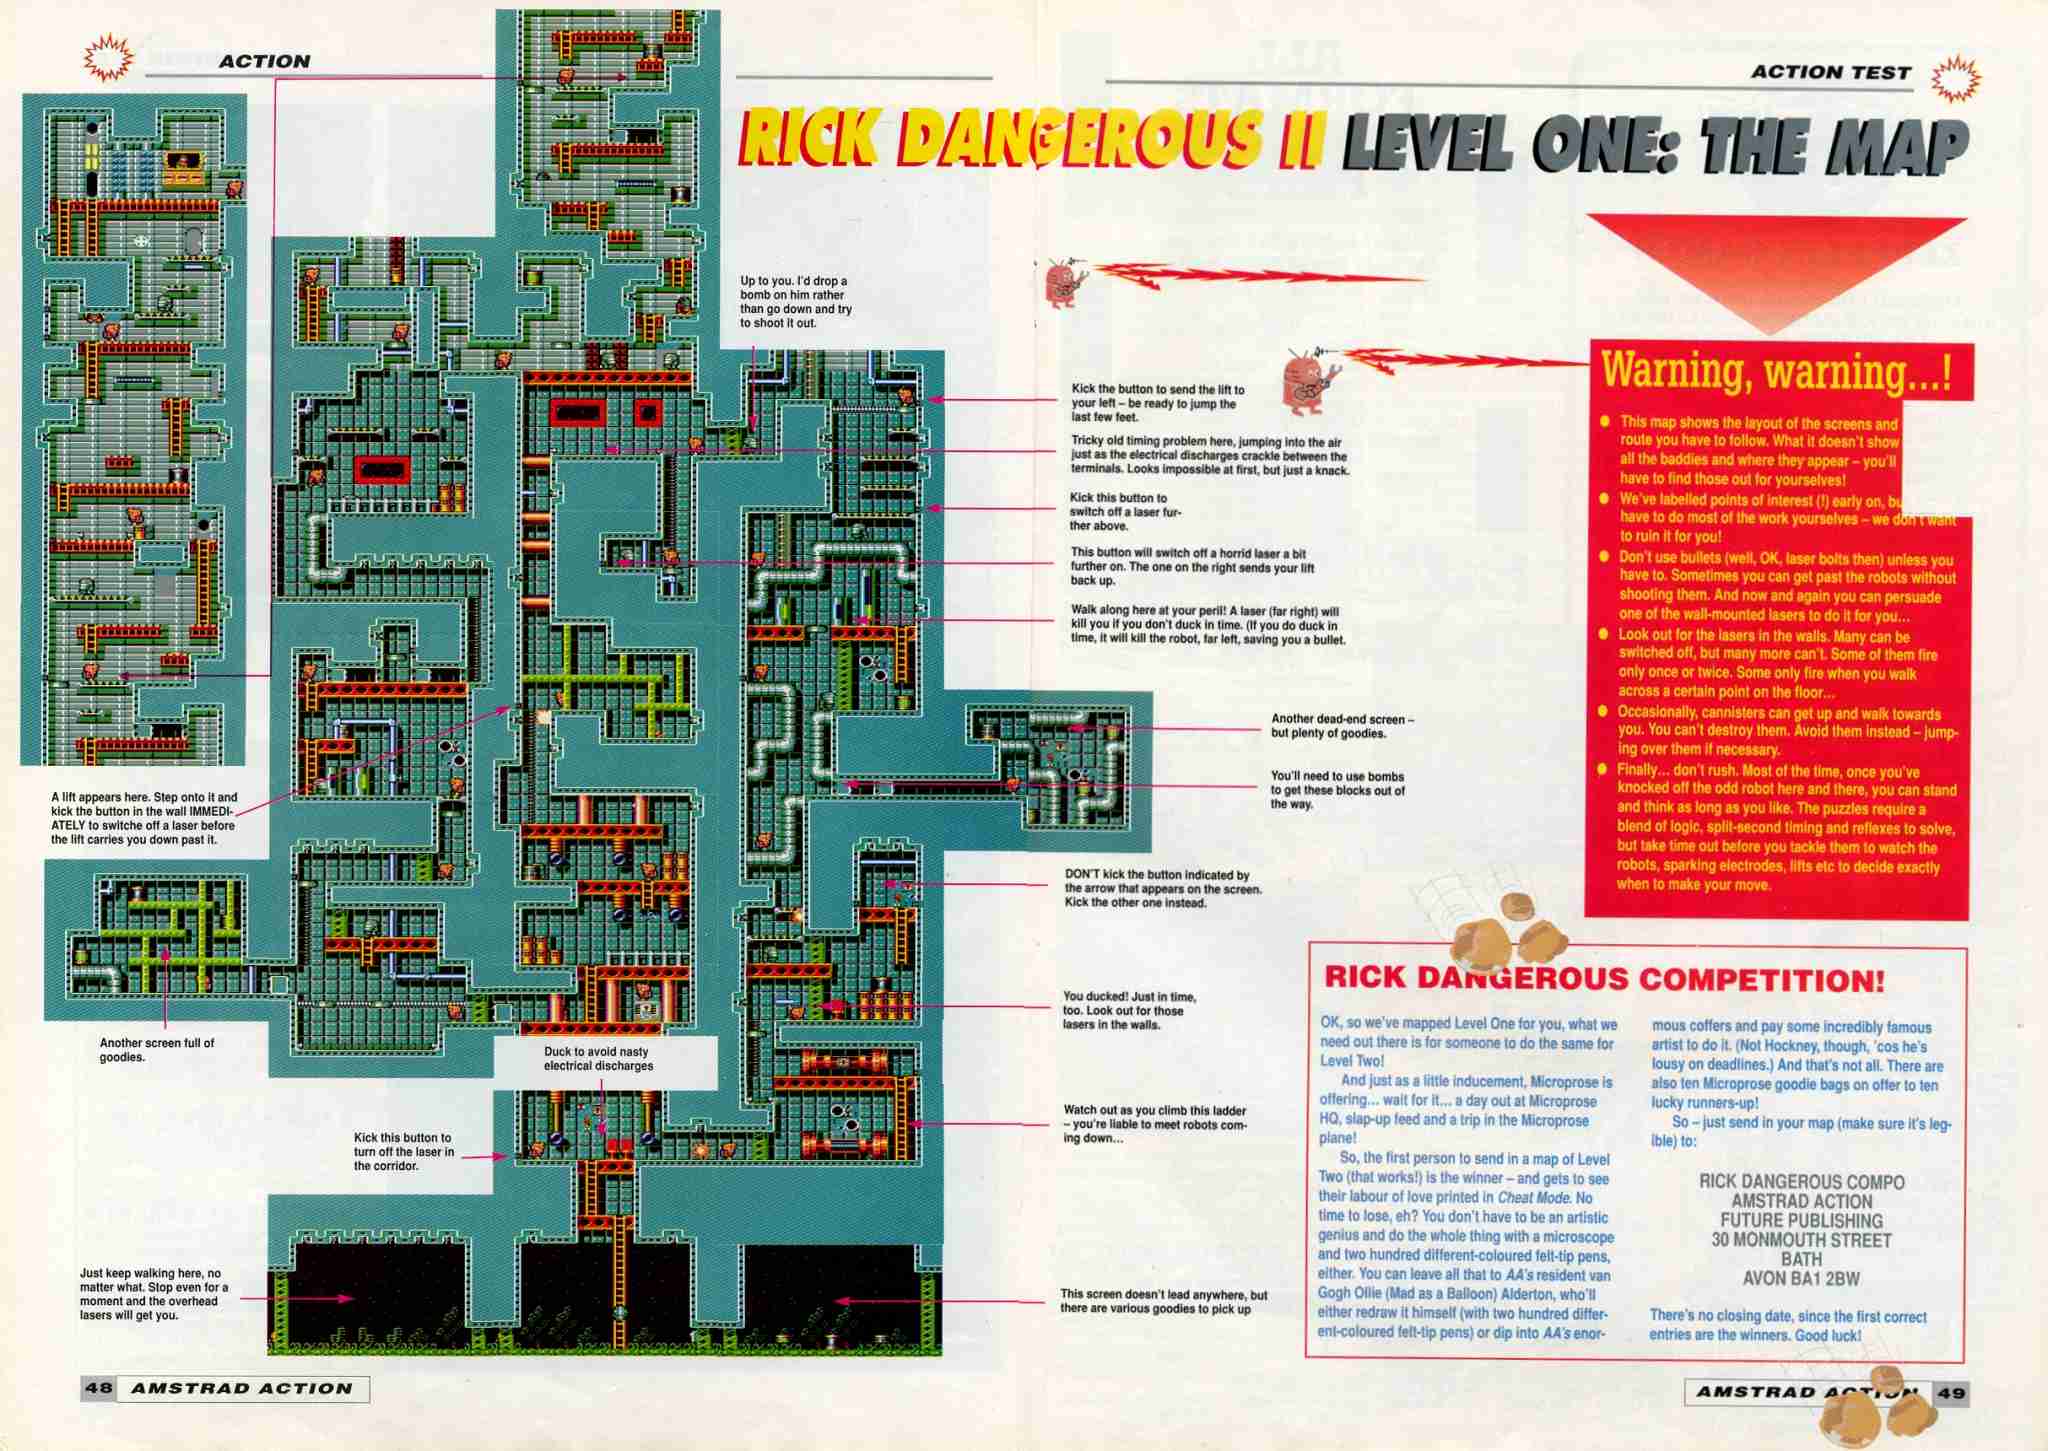 ACTION
ACTION TEST
RICK DANGEROUS II LEVEL ONE: THE MAP
Up to you. I'd drop a
bomb on him rather
than go down and try
to shoot it out.
Kick the button to send the lift to
your left – be ready to jump the
last few feet.
Tricky old timing problem here, jumping into the air
just as the electrical discharges crackle between the
terminals. Looks impossible at first, but just a knack.
Kick this button to
switch off a laser fur-
ther above.
This button will switch off a horrid laser a bit
further on. The one on the right sends your lift
back up.
Walk along here at your peril! A laser (far right) will
kill you if you don't duck in time. (If you do duck in
time, it will kill the robot, far left, saving you a bullet.
Another dead-end screen –
but plenty of goodies.
You'll need to use bombs
to get these blocks out of
the way.
A lift appears here. Step onto it and
kick the button in the wall IMMEDI-
ATELY to switche off a laser before
the lift carries you down past it.
DON'T kick the button indicated by
the arrow that appears on the screen.
Kick the other one instead.
You ducked! Just in time,
too. Look out for those
lasers in the walls.
Another screen full of
goodies.
Duck to avoid nasty
electrical discharges
Watch out as you climb this ladder
– you're liable to meet robots com-
ing down...
Kick this button to
turn off the laser in
the corridor.
Just keep walking here, no
matter what. Stop even for a
moment and the overhead
lasers will get you.
This screen doesn't lead anywhere, but
there are various goodies to pick up
Warning, warning...!
This map shows the layout of the screens and
route you have to follow. What it doesn't show
all the baddies and where they appear – you'll
have to find those out for yourselves!
We've labelled points of interest (!) early on, bu
have to do most of the work yourselves – we don't want
to ruin it for you!
Don't use bullets (well, OK, laser bolts then) unless you
have to. Sometimes you can get past the robots without
shooting them. And now and again you can persuade
one of the wall-mounted lasers to do it for you...
Look out for the lasers in the walls. Many can be
switched off, but many more can't. Some of them fire
only once or twice. Some only fire when you walk
across a certain point on the floor...
Occasionally, cannisters can get up and walk towards
you. You can't destroy them. Avoid them instead – jump-
ing over them if necessary.
Finally... don't rush. Most of the time, once you've
knocked off the odd robot here and there, you can stand
and think as long as you like. The puzzles require a
blend of logic, split-second timing and reflexes to solve,
but take time out before you tackle them to watch the
robots, sparking electrodes, lifts etc to decide exactly
when to make your move.
RICK DANGEROUS COMPETITION!
OK, so we've mapped Level One for you, what we
need out there is for someone to do the same for
Level Two!
And just as a little inducement, Microprose is
offering... wait for it... a day out at Microprose
HQ, slap-up feed and a trip in the Microprose
plane!
So, the first person to send in a map of Level
Two (that works!) is the winner – and gets to see
their labour of love printed in Cheat Mode. No
time to lose, eh? You don't have to be an artistic
genius and do the whole thing with a microscope
and two hundred different-coloured felt-tip pens,
either. You can leave all that to AA's resident van
Gogh Ollie (Mad as a Balloon) Alderton, who'll
either redraw it himself (with two hundred differ-
ent-coloured felt-tip pens) or dip into AA's enor-
mous coffers and pay some incredibly famous
artist to do it. (Not Hockney, though, 'cos he's
lousy on deadlines.) And that's not all. There are
also ten Microprose goodie bags on offer to ten
lucky runners-up!
So – just send in your map (make sure it's leg-
ible) to:
RICK DANGEROUS COMPO
AMSTRAD ACTION
FUTURE PUBLISHING
30 MONMOUTH STREET
BATH
AVON BA1 2BW
There's no closing date, since the first correct
entries are the winners. Good luck!
48 AMSTRAD ACTION
AMSTRAD ACTION 49